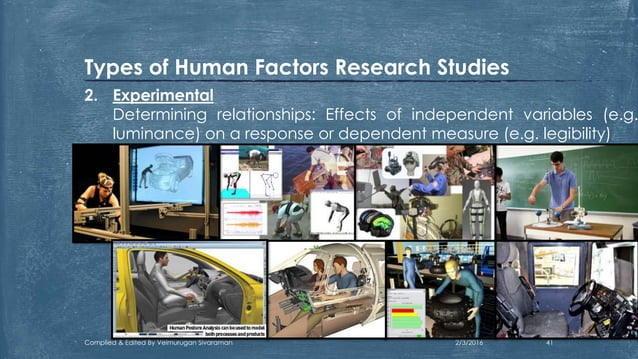 Types of Human Factors Research Studies
2. Experimental
Determining relationships: Effects of independent variables (e.g.
luminance) on a response or dependent measure (e.g. legibility)
Human Posture Analysis can be used to model
both processes and products
Complied & Edited By Velmurugan Sivaraman
2/3/2016
41